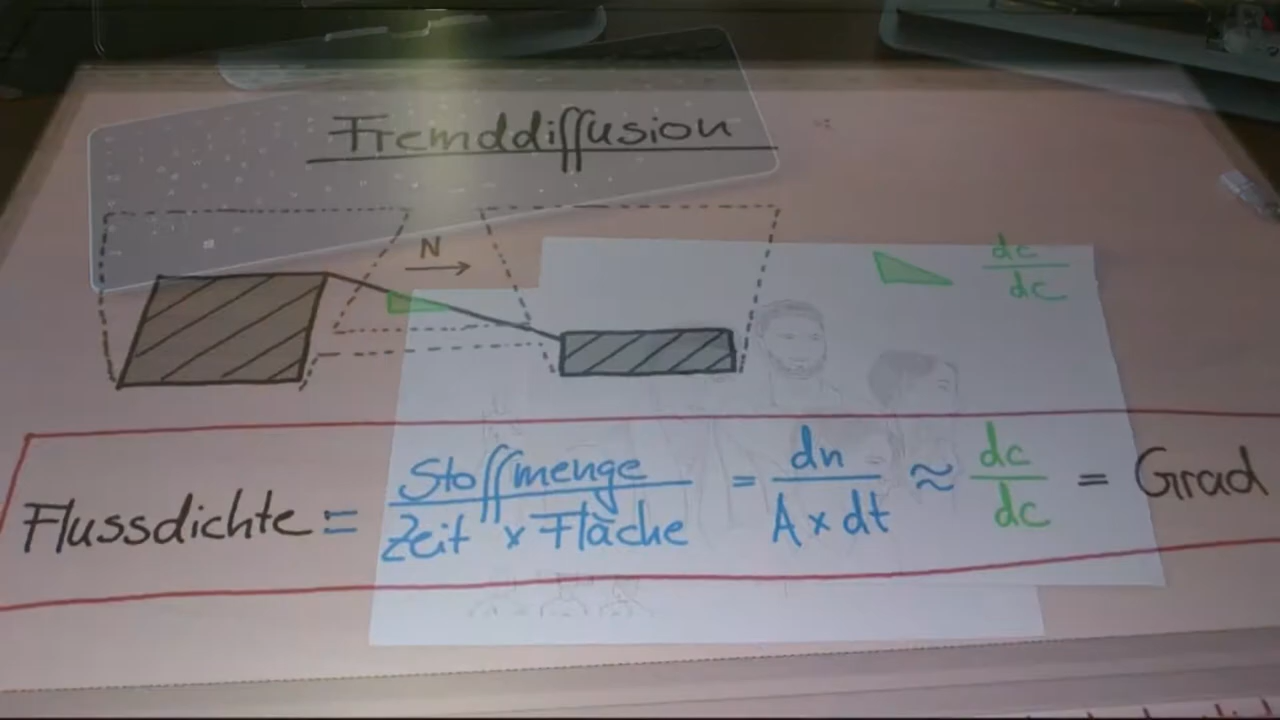 Fremddiffusion
N
dc
dc
Flussdichte = Stoffmenge / Zeit x Fläche = dn / A x dt ≈ dc / dc = Grad